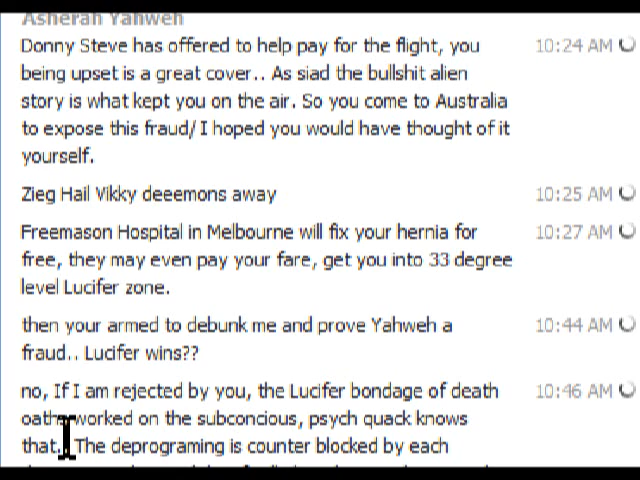 Asherah Yahweh
Donny Steve has offered to help pay for the flight, you 10:24 AM
being upset is a great cover.. As siad the bullshit alien
story is what kept you on the air. So you come to Australia
to expose this fraud/ I hoped you would have thought of it
yourself.
Zieg Hail Vikky deeemons away 10:25 AM
Freemason Hospital in Melbourne will fix your hernia for 10:27 AM
free, they may even pay your fare, get you into 33 degree
level Lucifer zone.
then your armed to debunk me and prove Yahweh a 10:44 AM
fraud.. Lucifer wins??
no, If I am rejected by you, the Lucifer bondage of death 10:46 AM
oath worked on the subconcious, psych quack knows
that. The deprograming is counter blocked by each